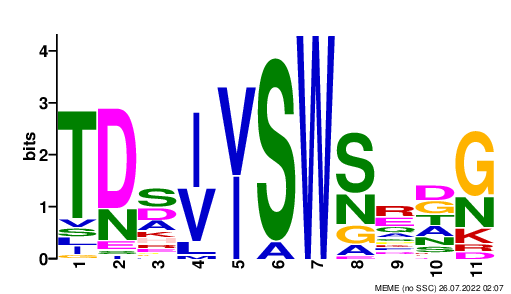 4
3
2
1
0
bits
T V S L I
D N E
S D A K R
I V L M
V I
S A
W
S N G A
R E Q A S
D G T A N S
G N K R D
1 2 3 4 5 6 7 8 9 10 11
MEME (no SSC) 26.07.2022 02:07